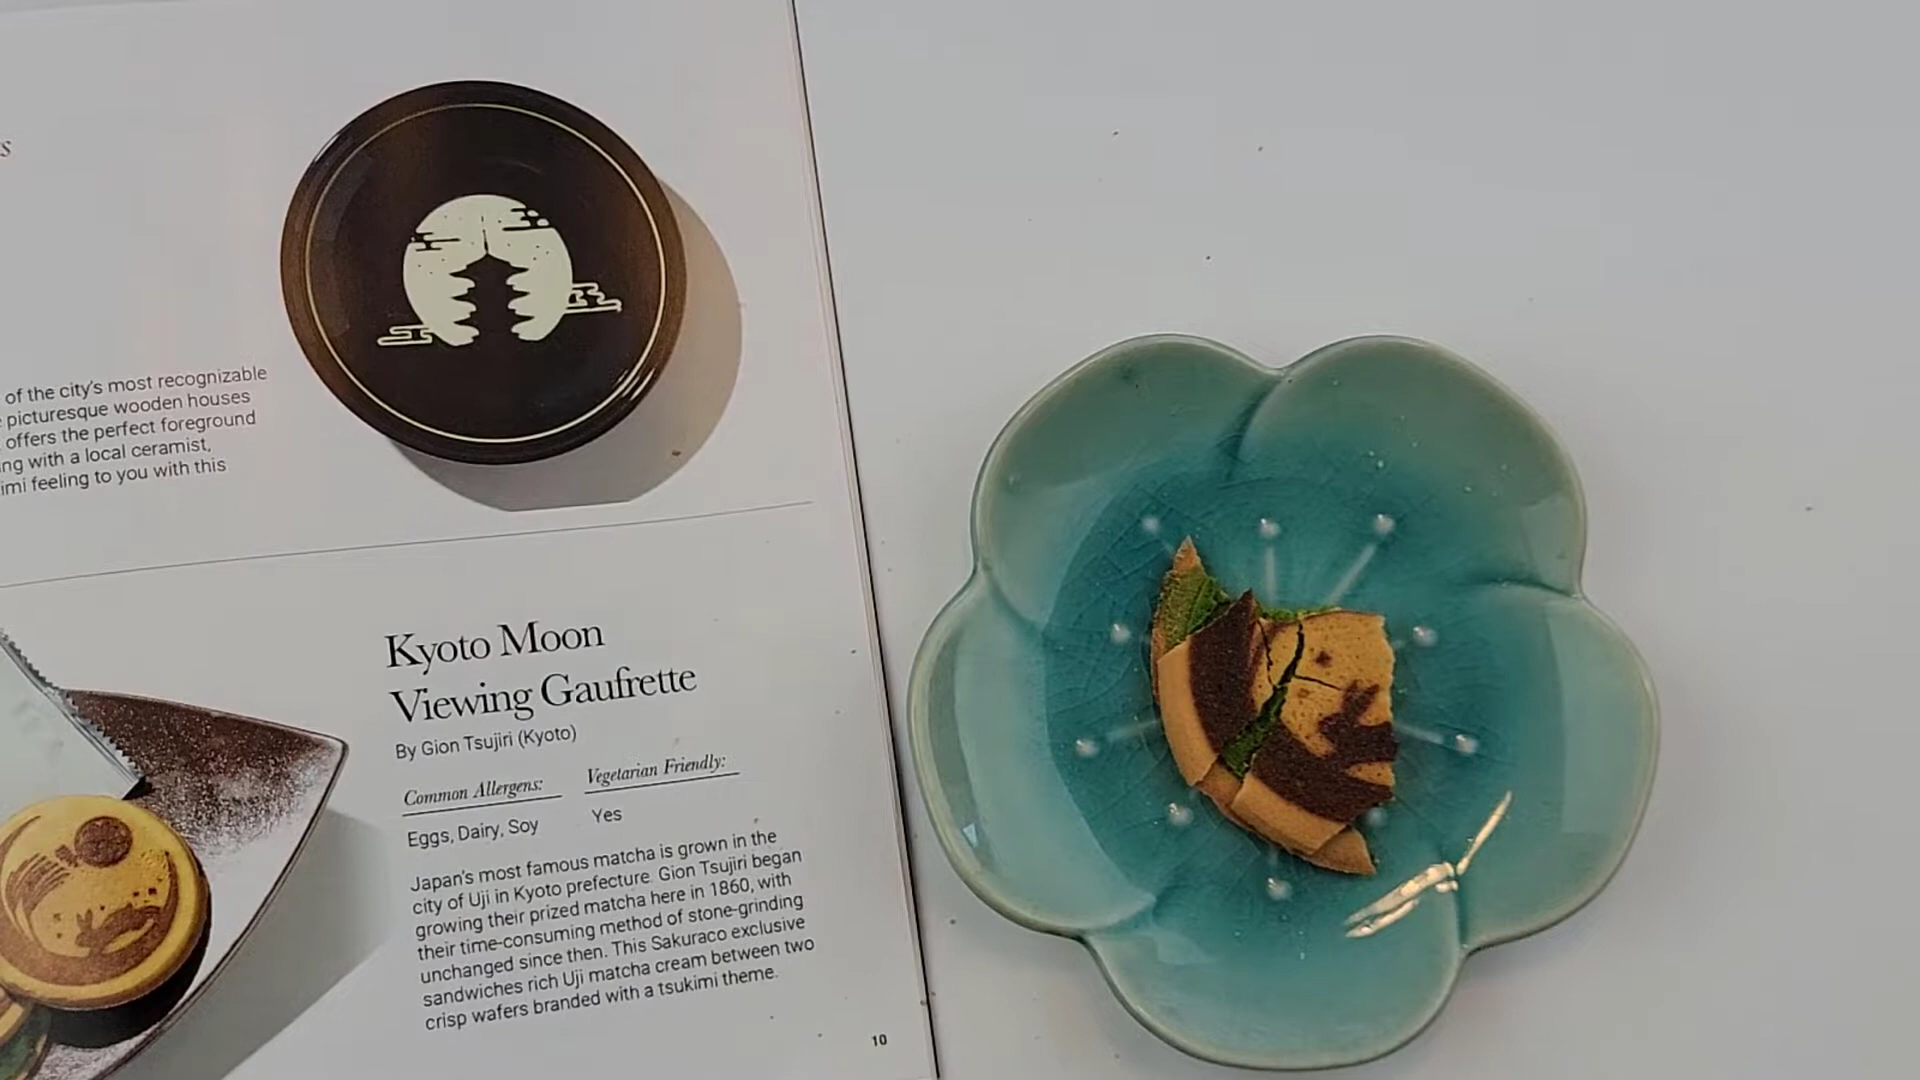 s
of the city's most recognizable
picturesque wooden houses
offers the perfect foreground
ng with a local ceramist,
imi feeling to you with this
Kyoto Moon
Viewing Gaufrette
By Gion Tsujiri (Kyoto)
Common Allergens:
Eggs, Dairy, Soy
Vegetarian Friendly:
Yes
Japan's most famous matcha is grown in the
city of Uji in Kyoto prefecture. Gion Tsujiri began
growing their prized matcha here in 1860, with
their time-consuming method of stone-grinding
unchanged since then. This Sakuraco exclusive
sandwiches rich Uji matcha cream between two
crisp wafers branded with a tsukimi theme.
10